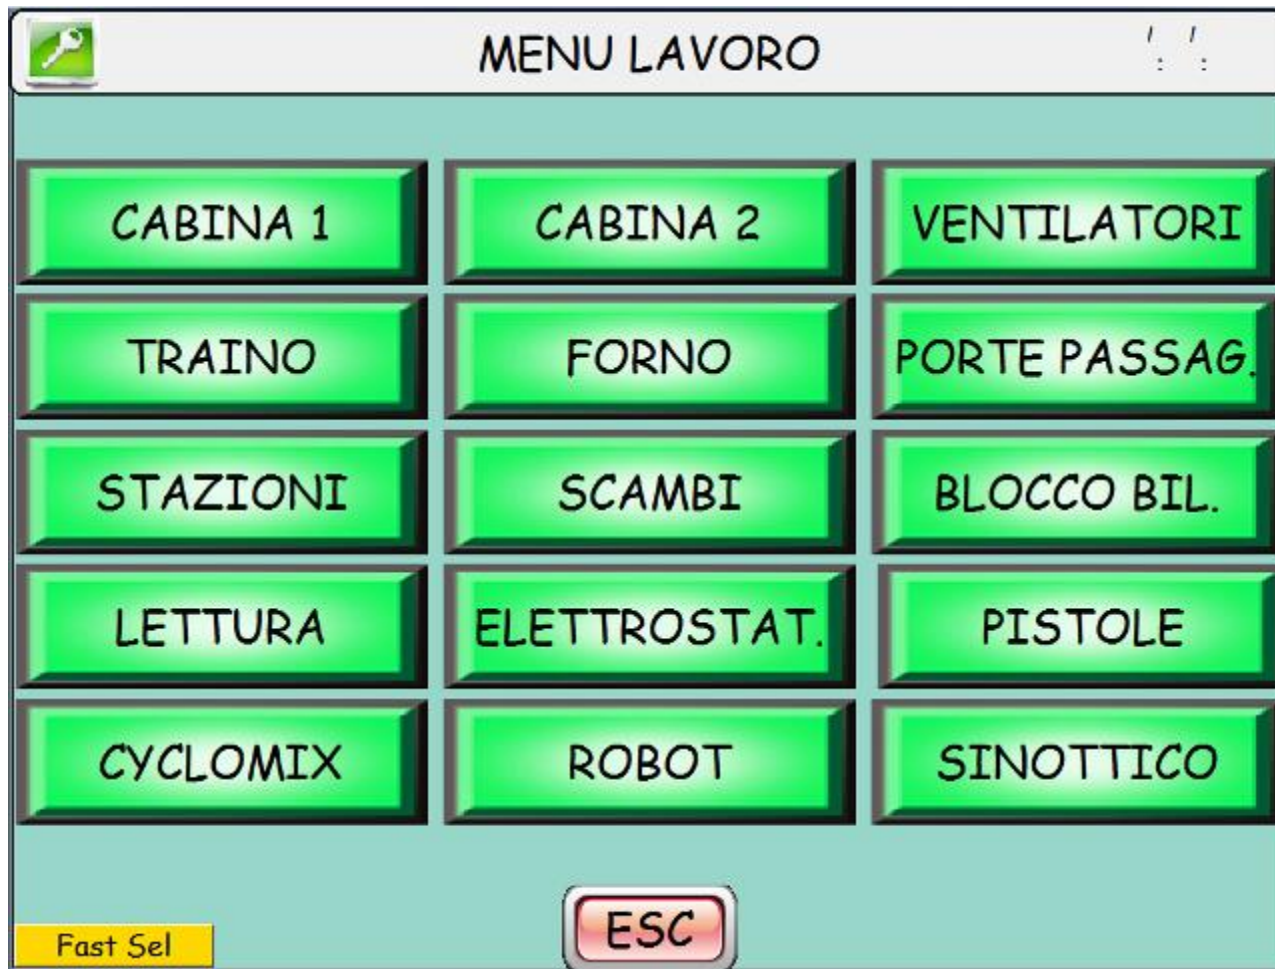 MENU LAVORO
/ /
: :
CABINA 1 CABINA 2 VENTILATORI
TRAINO FORNO PORTE PASSAG.
STAZIONI SCAMBI BLOCCO BIL.
LETTURA ELETTROSTAT. PISTOLE
CYCLOMIX ROBOT SINOTTICO
ESC
Fast Sel